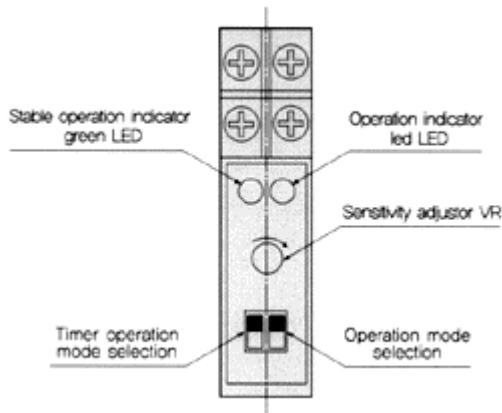 Stable operation indicator
green LED
Operation indicator
led LED
Sensitivity adjustor VR
Timer operation
mode selection
Operation mode
selection